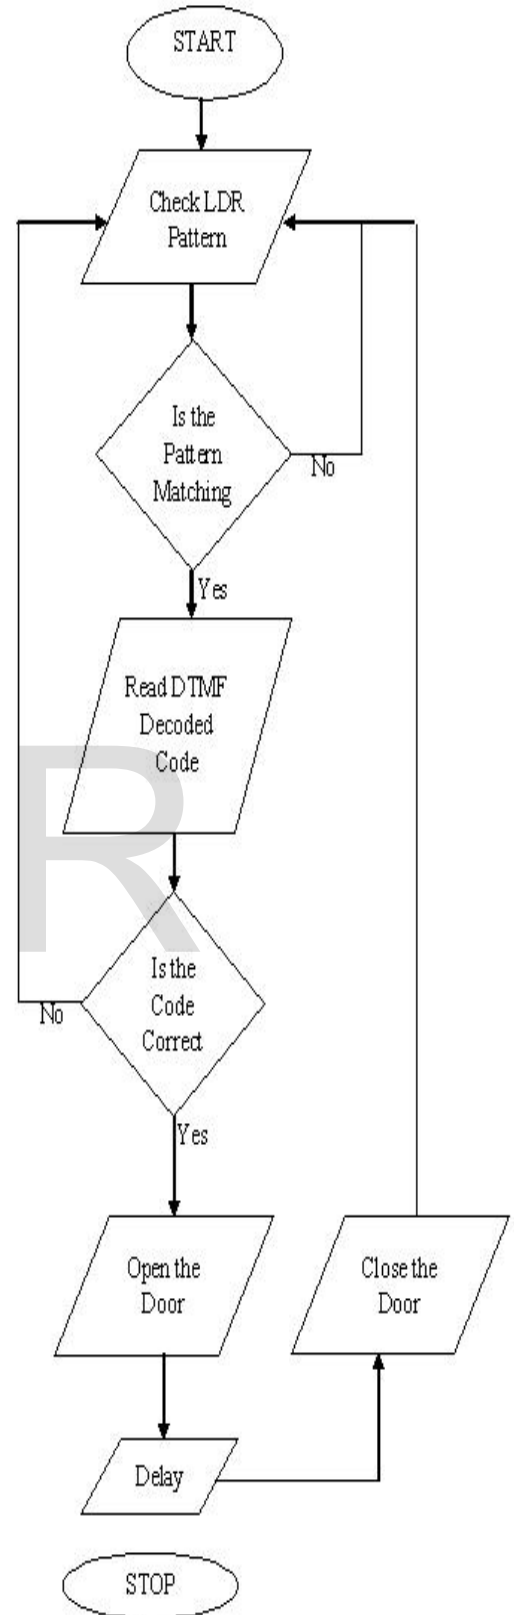 START
Check LDR
Pattern
Is the
Pattern
Matching
No
Yes
Read DTMF
Decoded
Code
R
Is the
Code
Correct
No
Yes
Open the
Door
Close the
Door
Delay
STOP